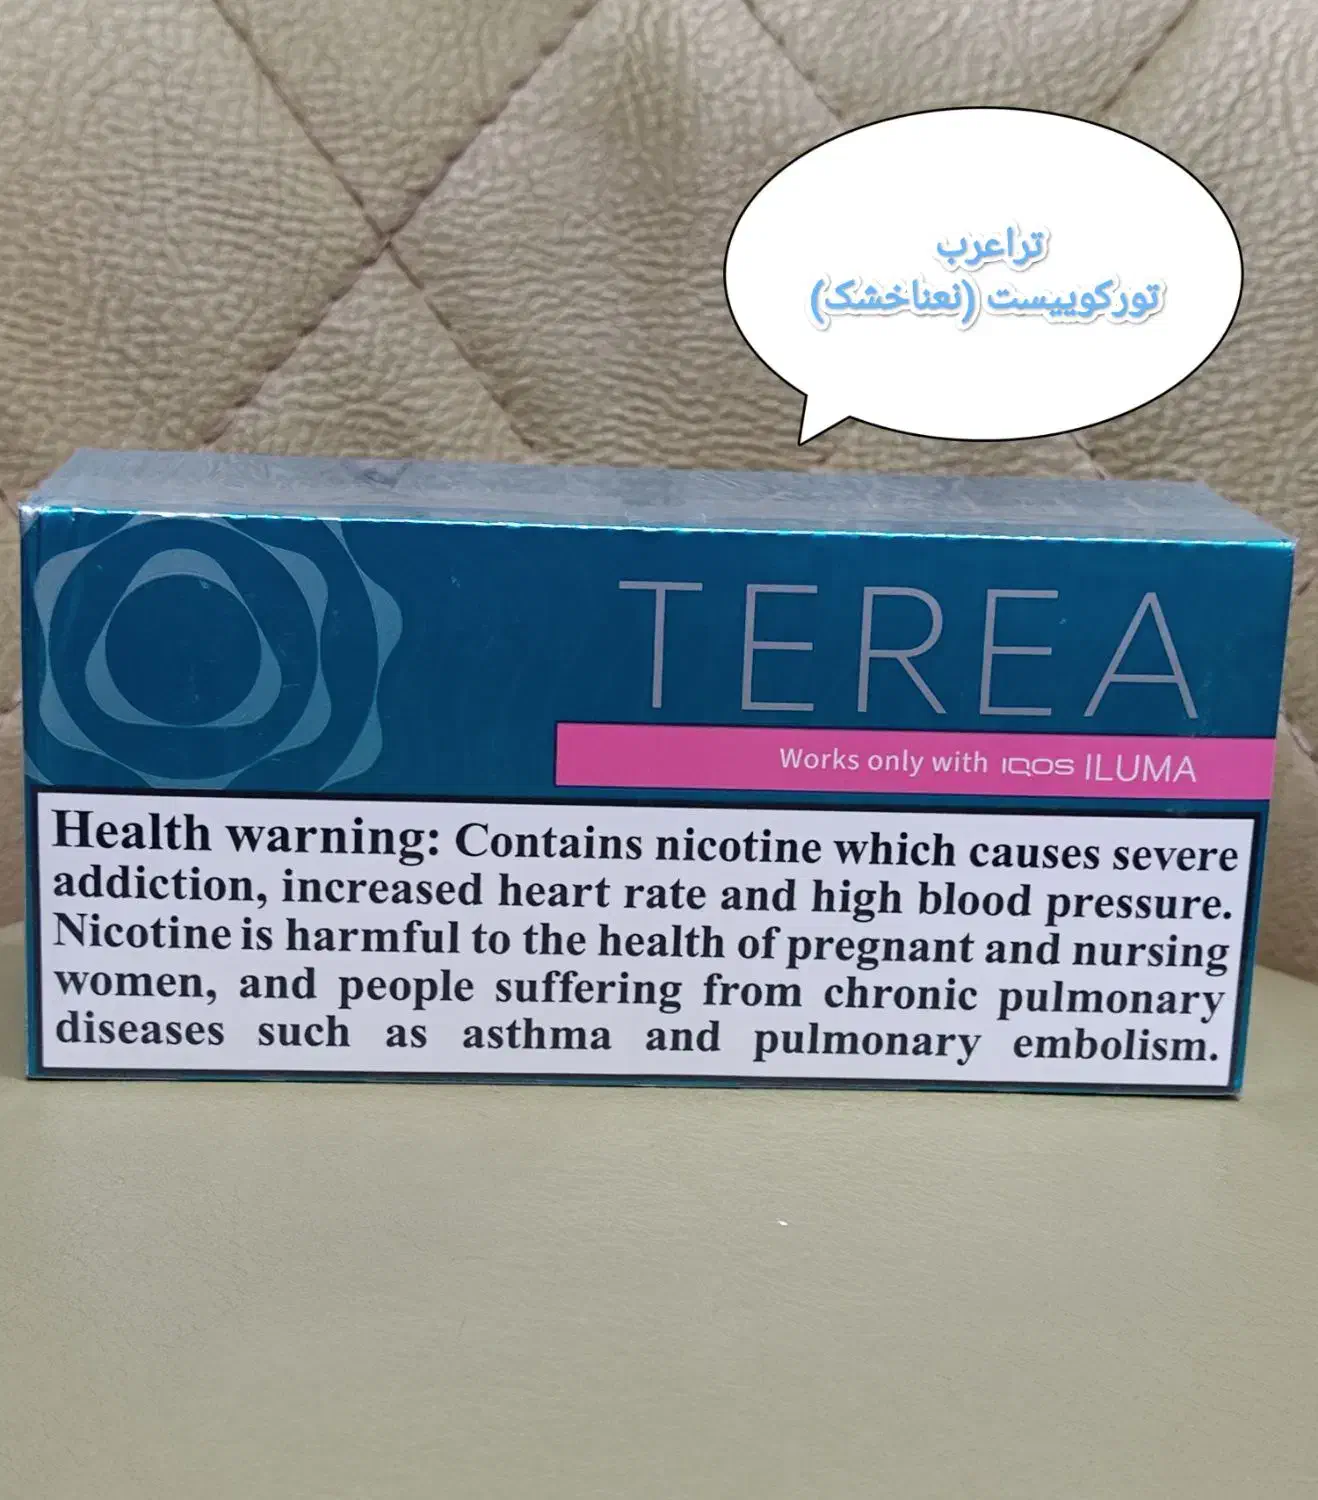 تراعرب
تورکوییست (نعناخشک)
TEREA
Works only with IQOS ILUMA
Health warning: Contains nicotine which causes severe
addiction, increased heart rate and high blood pressure.
Nicotine is harmful to the health of pregnant and nursing
women, and people suffering from chronic pulmonary
diseases such as asthma and pulmonary embolism.